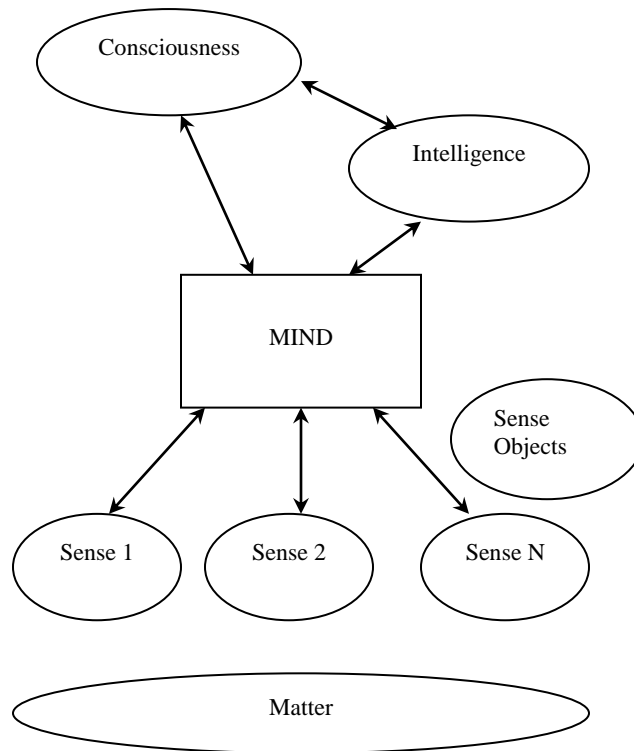 Consciousness
Intelligence
MIND
Sense
Objects
Sense 1
Sense 2
Sense N
Matter